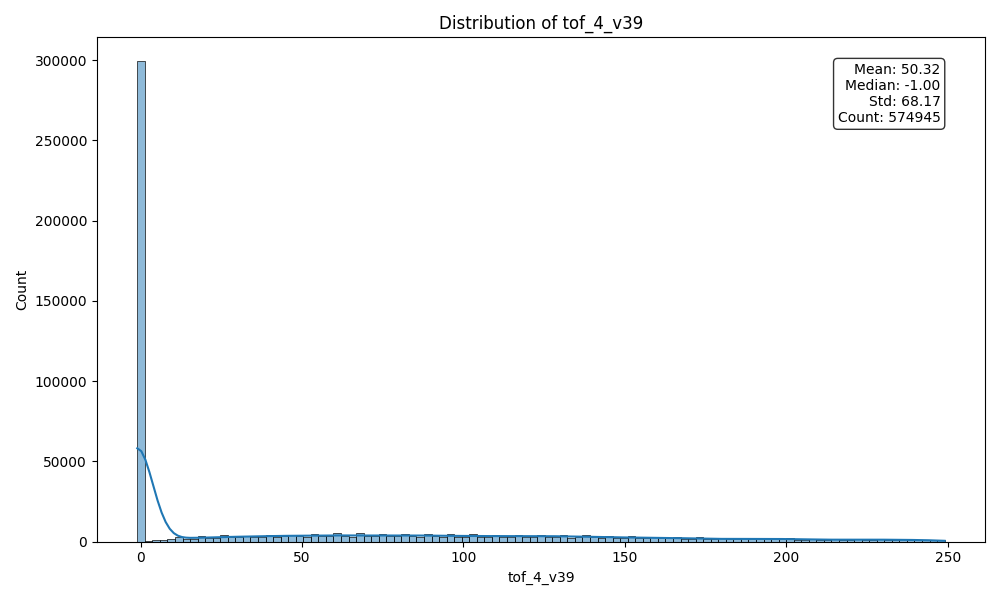 Distribution of tof_4_v39
Mean: 50.32
Median: -1.00
Std: 68.17
Count: 574945
300000
250000
200000
150000
100000
50000
0
Count
0 50 100 150 200 250
tof_4_v39